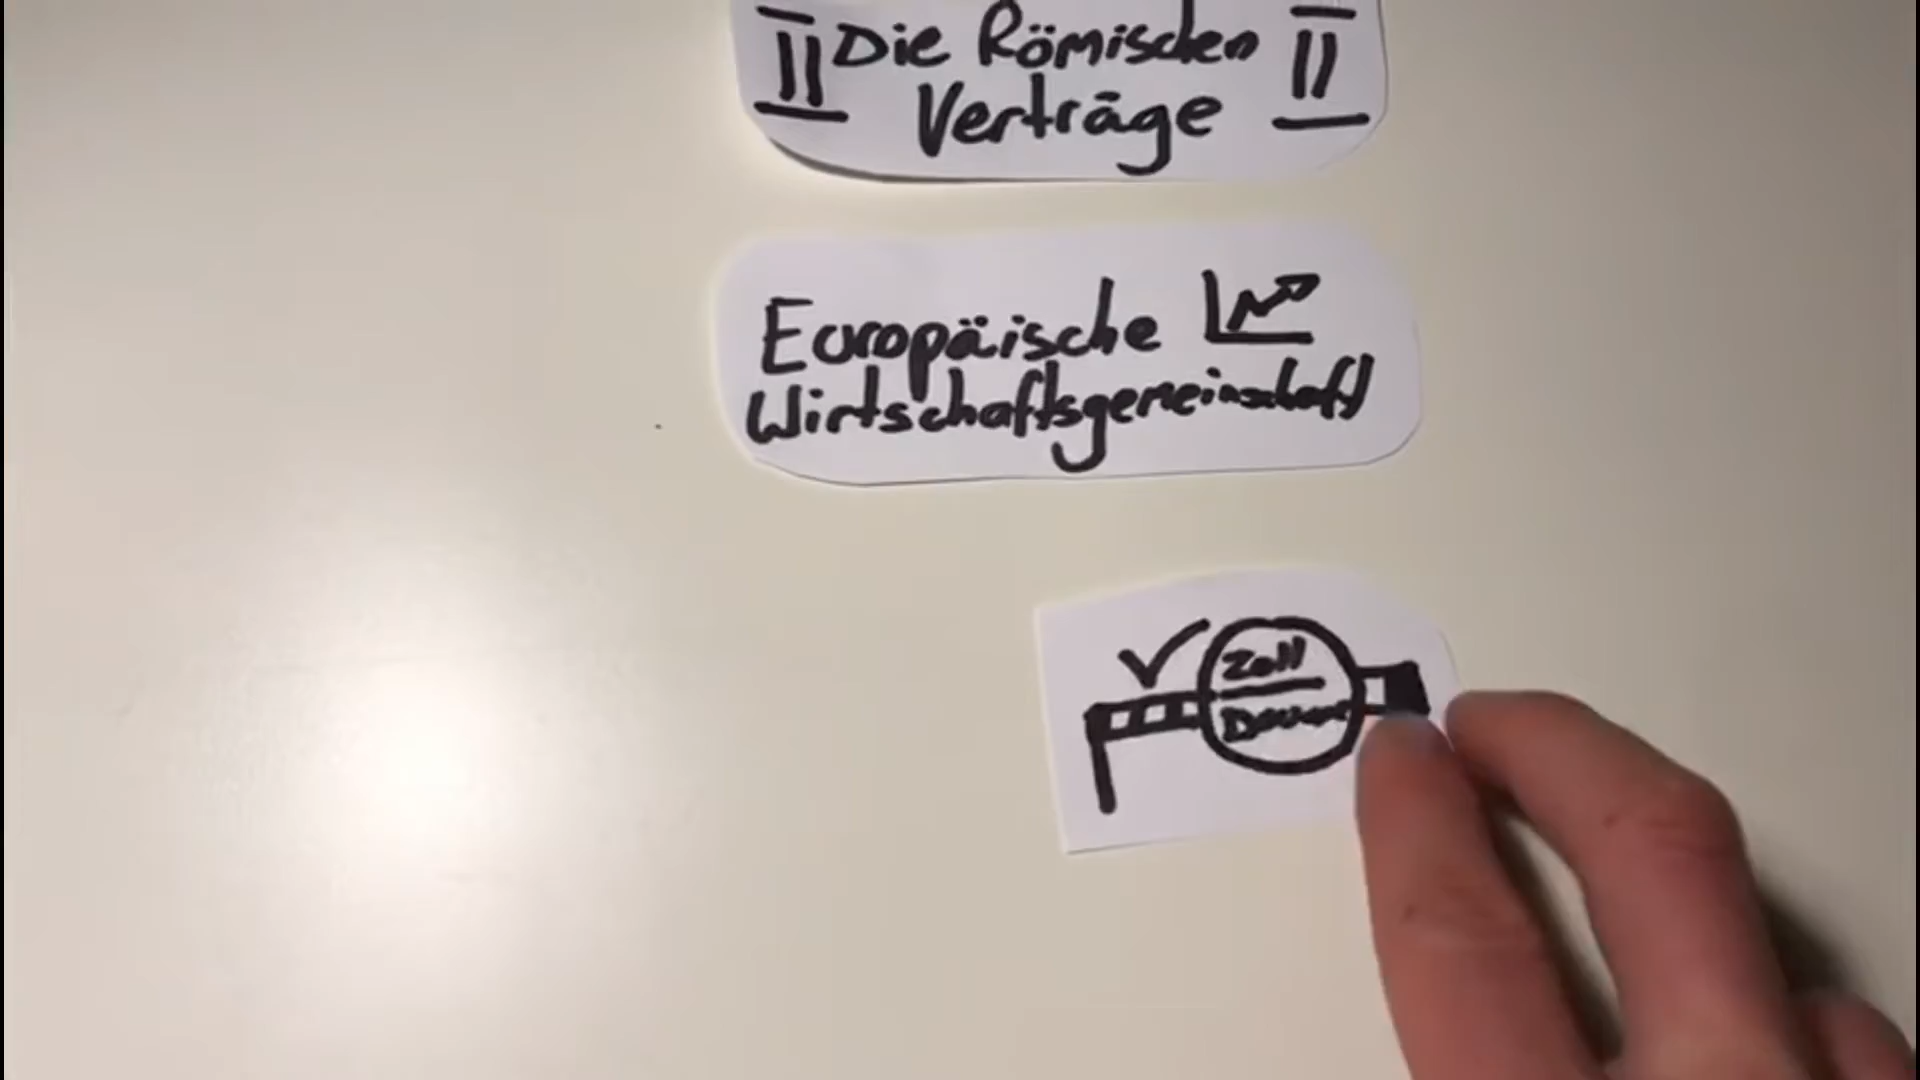 Die Römischen
Verträge
Europäische
Wirtschaftsgemeinschaft
Zoll